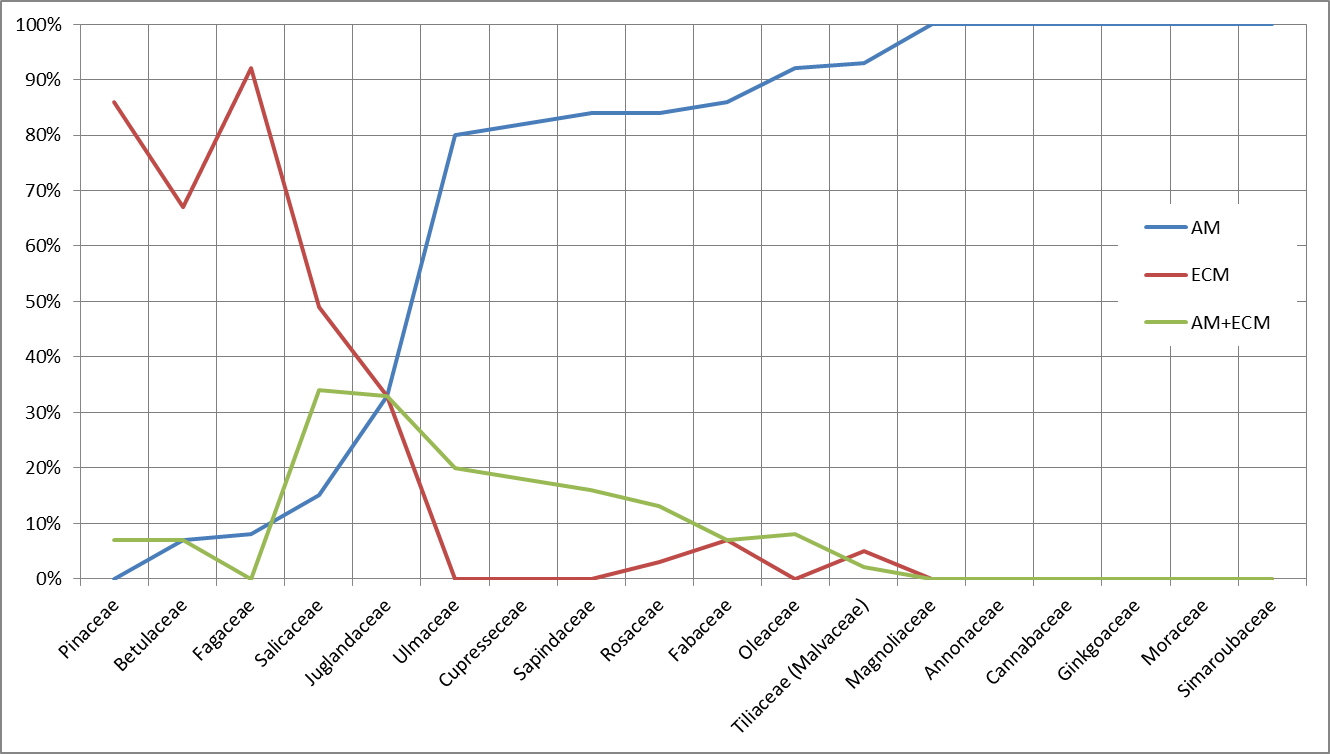 100%
90%
80%
70%
60%
50%
40%
30%
20%
10%
0%
AM
ECM
AM+ECM
Pinaceae
Betulaceae
Fagaceae
Salicaceae
Juglandaceae
Ulmaceae
Cupresseceae
Sapindaceae
Rosaceae
Fabaceae
Oleaceae
Tiliaceae (Malvaceae)
Magnoliaceae
Annonaceae
Cannabaceae
Ginkgoaceae
Moraceae
Simaroubaceae